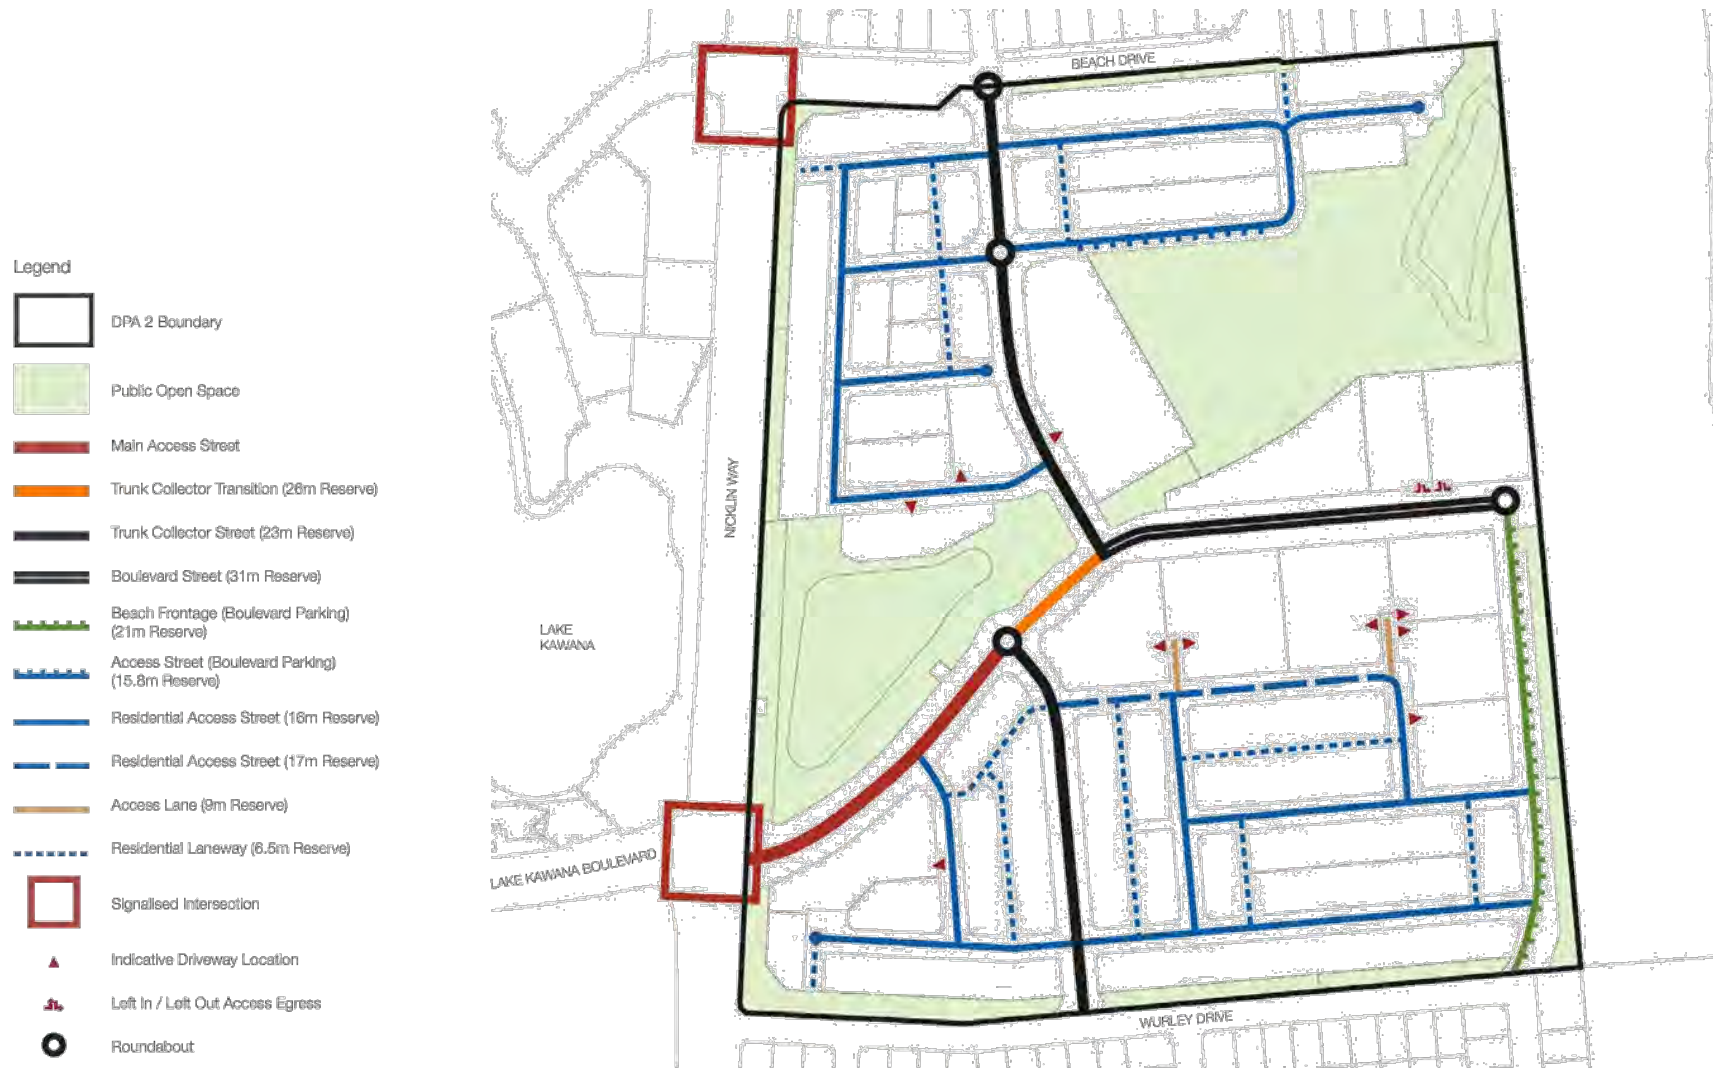 Legend
DPA 2 Boundary
Public Open Space
Main Access Street
Trunk Collector Transition (26m Reserve)
Trunk Collector Street (23m Reserve)
Boulevard Street (31m Reserve)
Beach Frontage (Boulevard Parking)
(21m Reserve)
Access Street (Boulevard Parking)
(15.8m Reserve)
Residential Access Street (16m Reserve)
Residential Access Street (17m Reserve)
Access Lane (9m Reserve)
Residential Laneway (6.5m Reserve)
Signalised Intersection
Indicative Driveway Location
Left In / Left Out Access Egress
Roundabout
BEACH DRIVE
NICKLIN WAY
LAKE
KAWANA
LAKE KAWANA BOULEVARD
WURLEY DRIVE